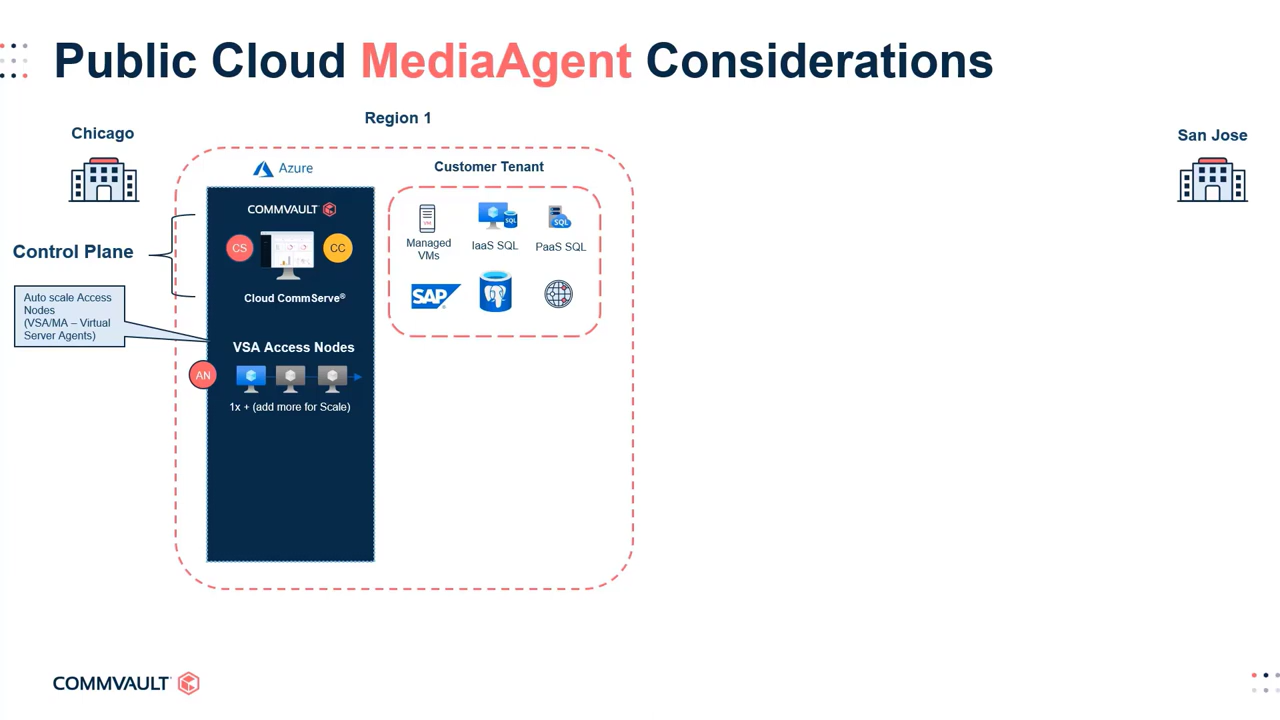 Public Cloud MediaAgent Considerations
Region 1
Chicago
San Jose
Azure
Customer Tenant
COMMVAULT
CS
CC
Cloud CommServe®
Control Plane
Managed
VMs
VM
IaaS SQL
SQL
PaaS SQL
SQL
SAP
Auto scale Access
Nodes
(VSA/MA – Virtual
Server Agents)
VSA Access Nodes
AN
1x + (add more for Scale)
COMMVAULT